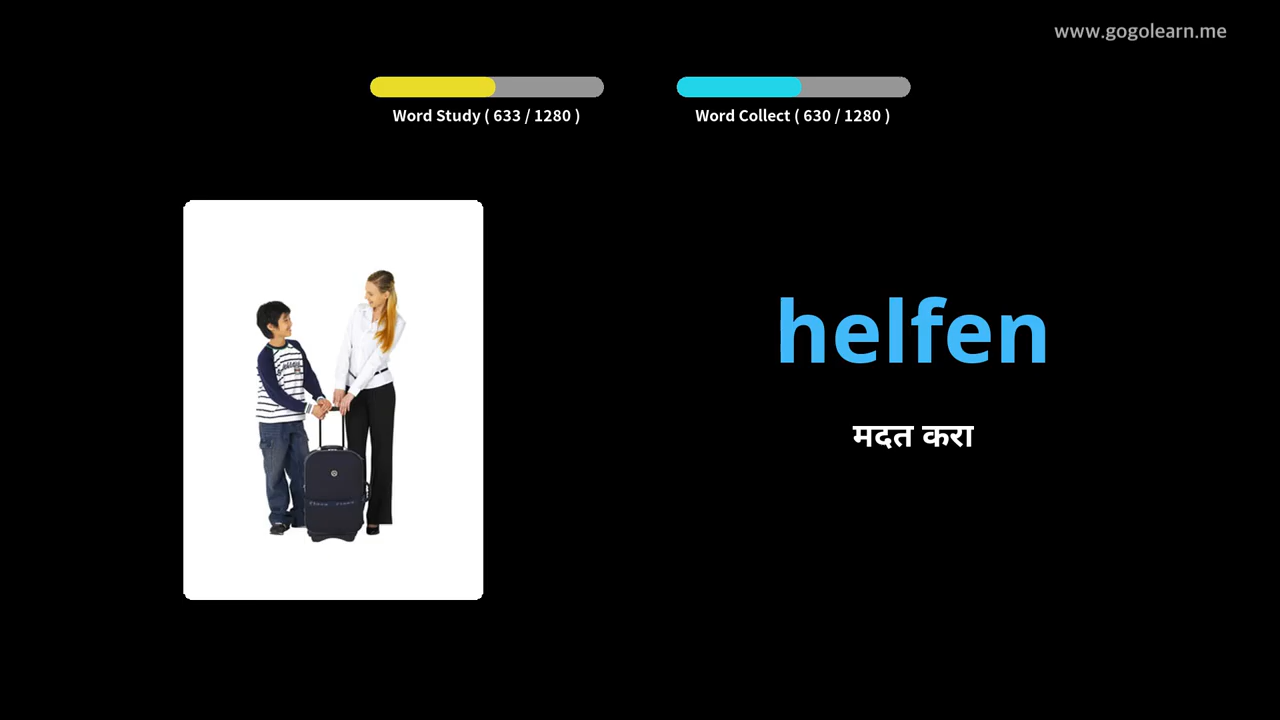 www.gogolearn.me
Word Study ( 633 / 1280 )
Word Collect ( 630 / 1280 )
helfen
मदत करा